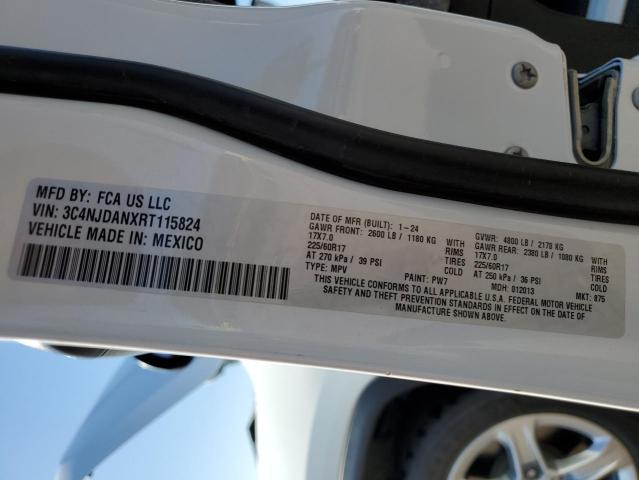 MFD BY: FCA US LLC
VIN: 3C4NJDANXRT115824
VEHICLE MADE IN: MEXICO
DATE OF MFR (BUILT): 1-24 GVWR: 4800 LB / 2178 KG
GAWR FRONT: 2600 LB / 1180 KG WITH GAWR REAR: 2380 LB / 1080 KG WITH
17X7.0 RIMS 17X7.0 RIMS
225/60R17 TIRES 225/60R17 TIRES
AT 270 kPa / 39 PSI COLD AT 250 kPa / 36 PSI COLD
TYPE: MPV PAINT: PW7 MDH: 012013 MKT: 875
THIS VEHICLE CONFORMS TO ALL APPLICABLE U.S.A. FEDERAL MOTOR VEHICLE
SAFETY AND THEFT PREVENTION STANDARDS IN EFFECT ON THE DATE OF
MANUFACTURE SHOWN ABOVE.